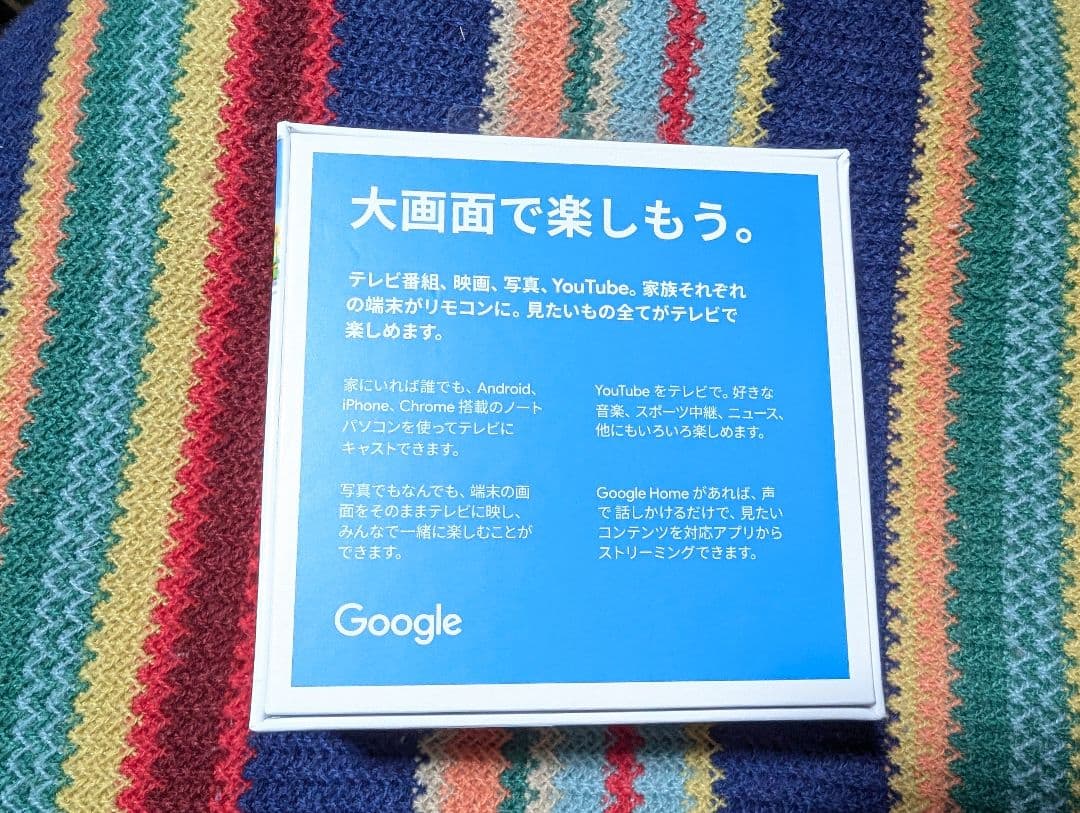 大画面で楽しもう。
テレビ番組、映画、写真、YouTube。家族それぞれ
の端末がリモコンに。見たいもの全てがテレビで
楽しめます。
家にいれば誰でも、Android、
iPhone、Chrome 搭載のノート
パソコンを使ってテレビに
キャストできます。
YouTube をテレビで。好きな
音楽、スポーツ中継、ニュース、
他にもいろいろ楽しめます。
写真でもなんでも、端末の画
面をそのままテレビに映し、
みんなで一緒に楽しむことが
できます。
Google Home があれば、声
で 話しかけるだけで、見たい
コンテンツを対応アプリから
ストリーミングできます。
Google